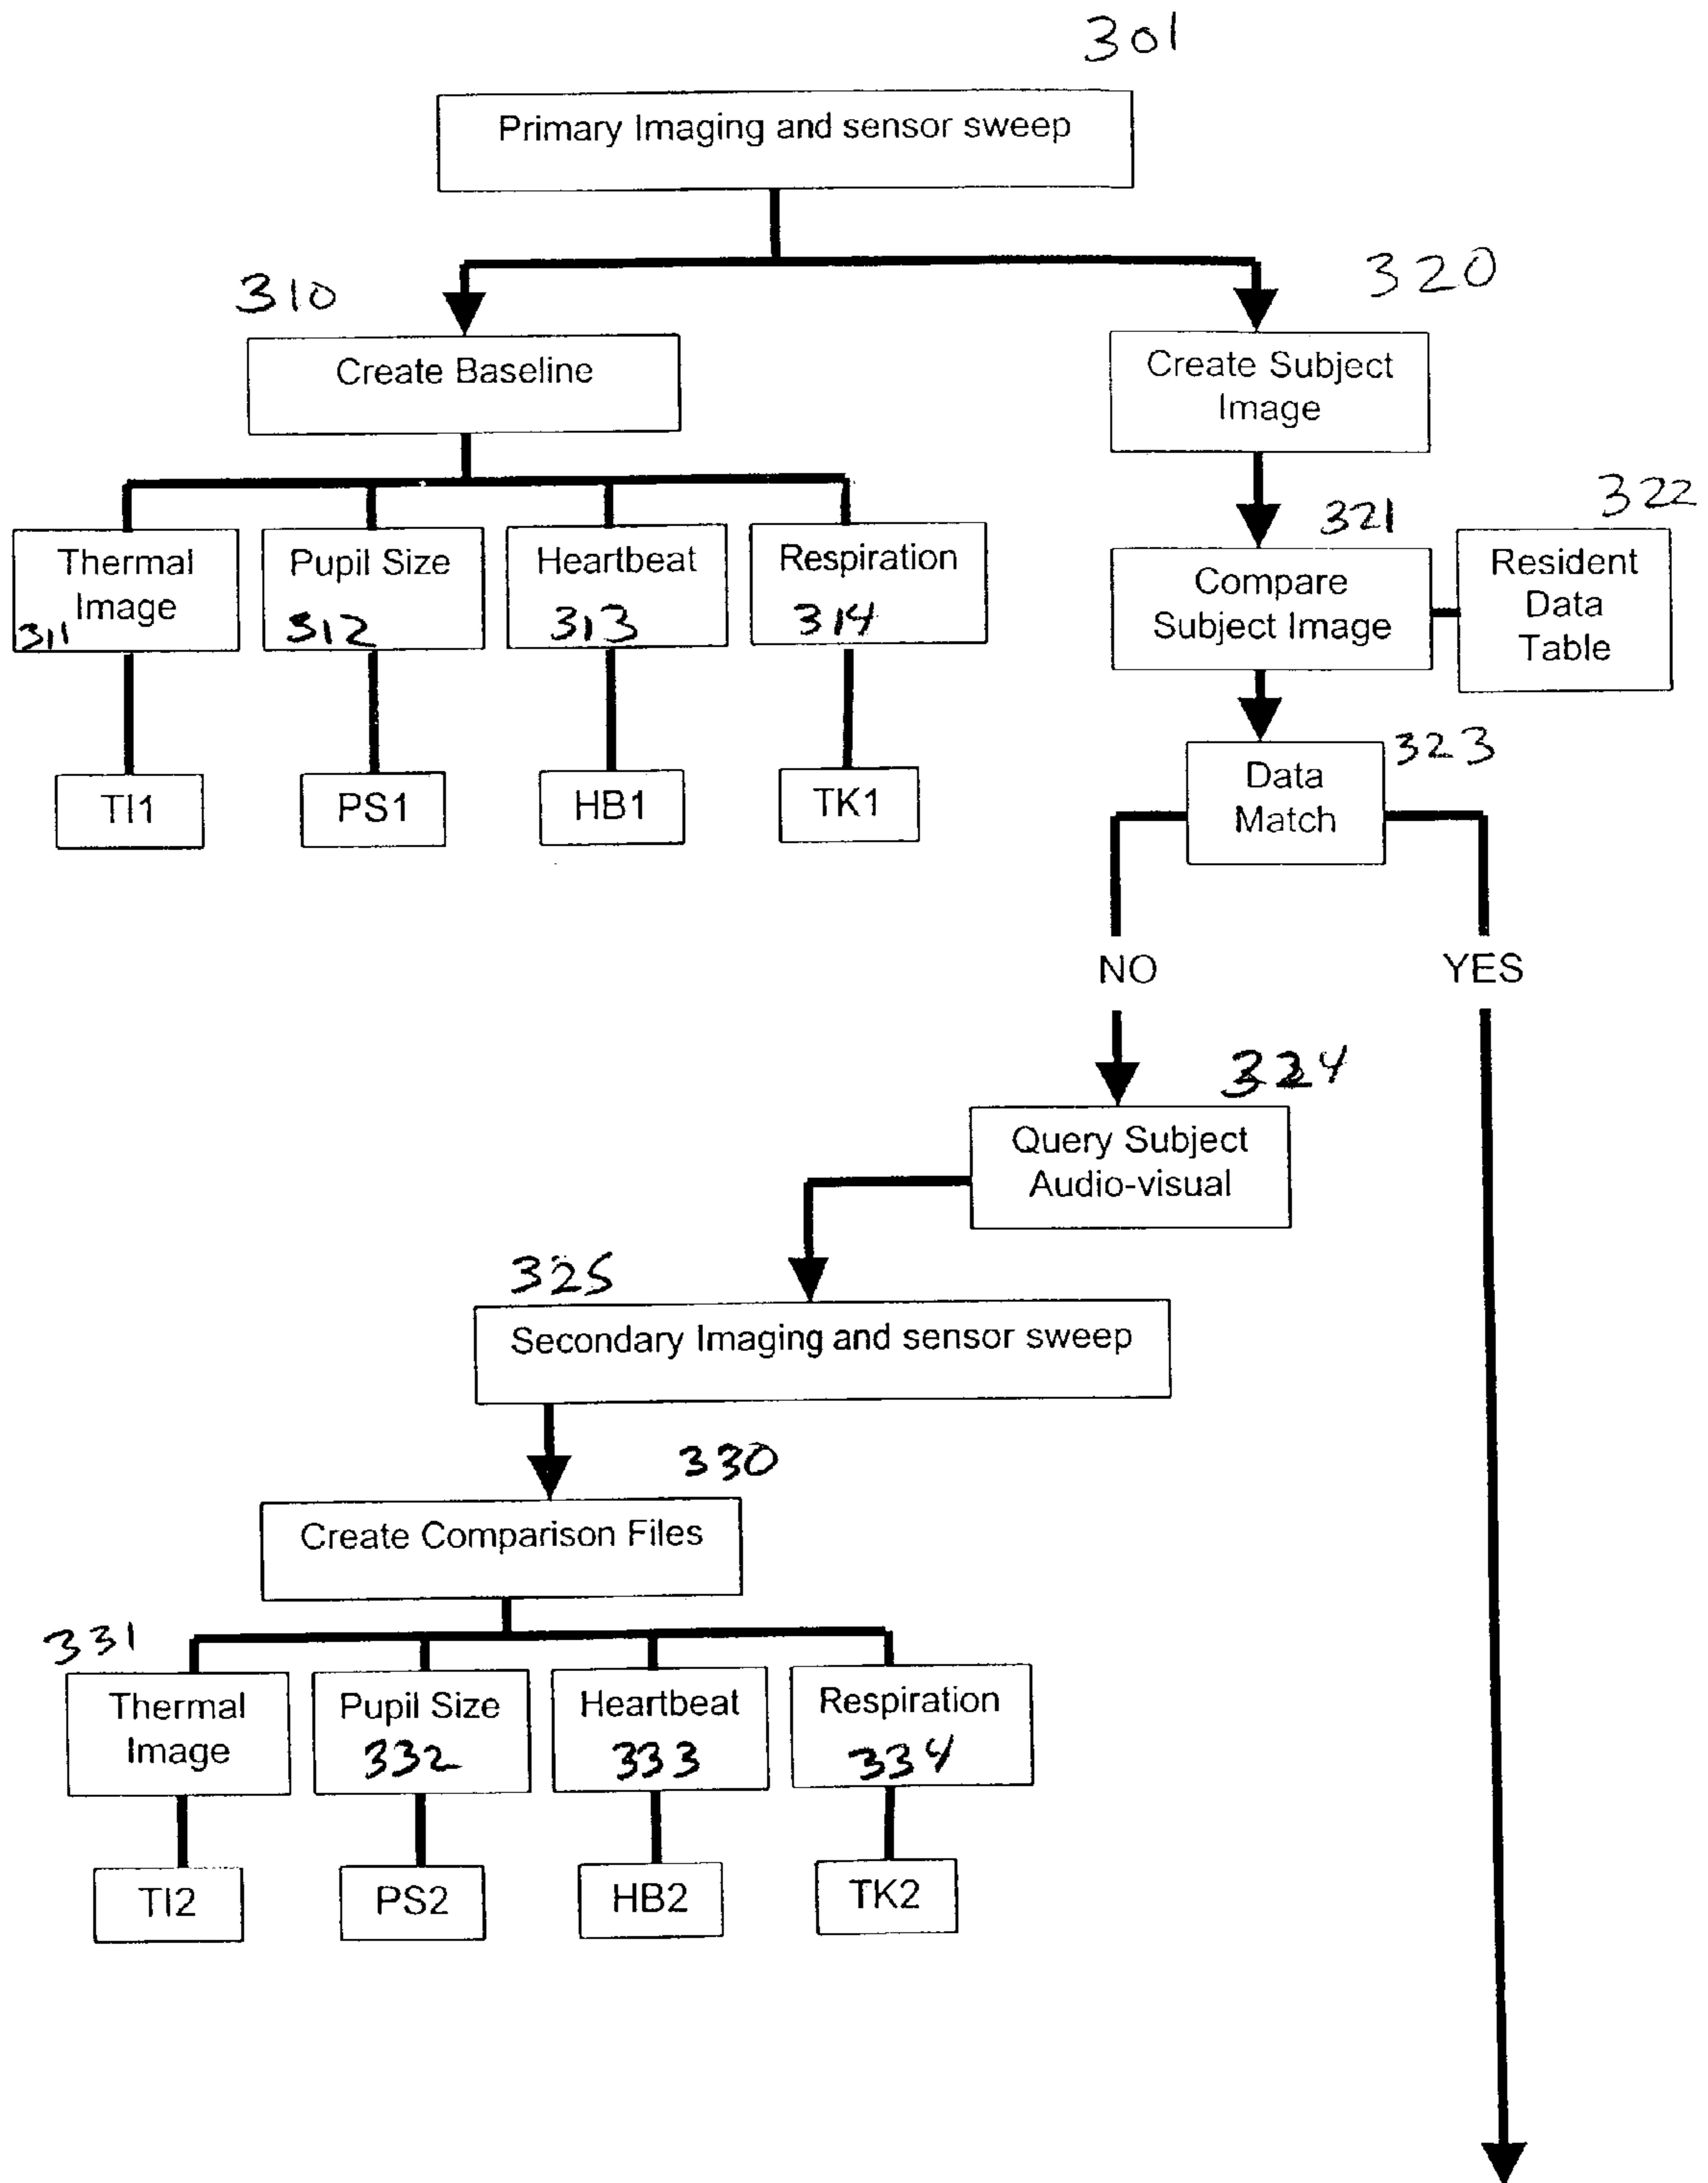 301
Primary Imaging and sensor sweep
310
320
Create Baseline
Create Subject
Image
322
321
Thermal
Image
311
Pupil Size
312
Heartbeat
313
Respiration
314
Compare
Subject Image
Resident
Data
Table
323
TI1
PS1
HB1
TK1
Data
Match
NO
YES
324
Query Subject
Audio-visual
325
Secondary Imaging and sensor sweep
330
Create Comparison Files
331
Thermal
Image
Pupil Size
332
Heartbeat
333
Respiration
334
TI2
PS2
HB2
TK2